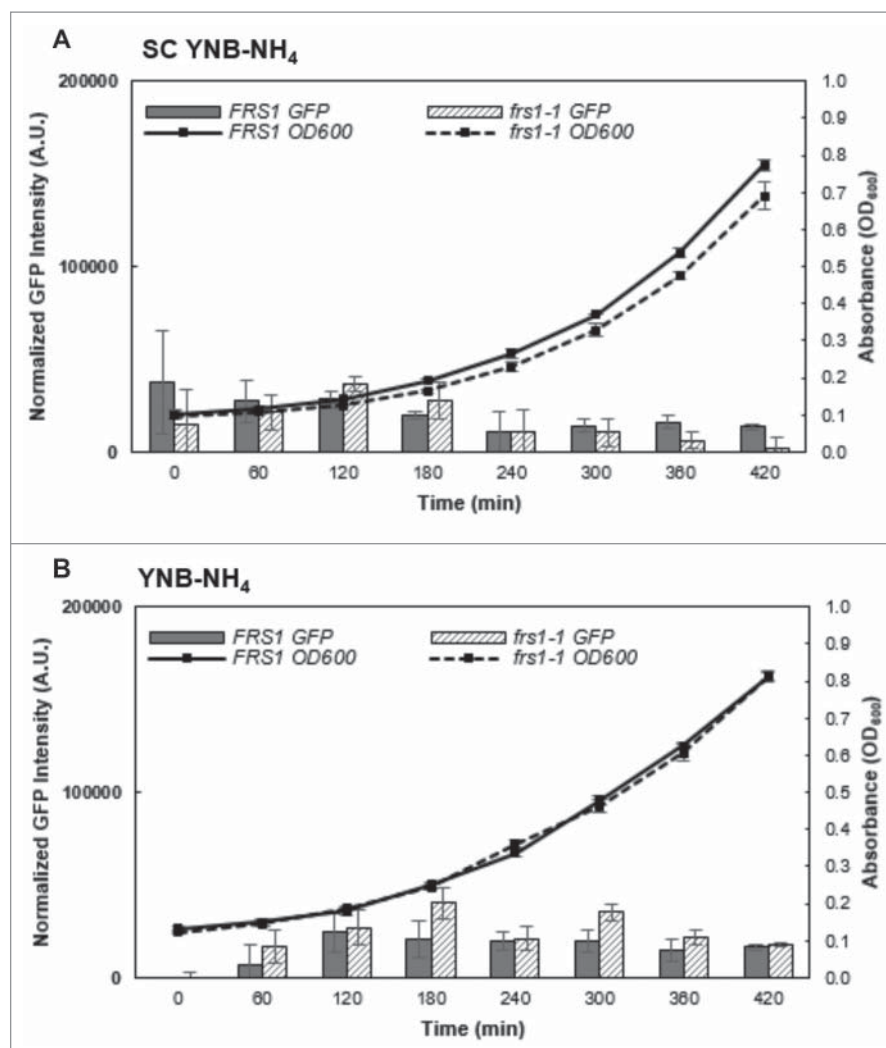 A
SC YNB-NH₄
200000
100000
0
Normalized GFP Intensity (A.U.)
FRS1 GFP
frs1-1 GFP
FRS1 OD600
frs1-1 OD600
1.0
0.9
0.8
0.7
0.6
0.5
0.4
0.3
0.2
0.1
0.0
Absorbance (OD₆₀₀)
0 60 120 180 240 300 360 420
Time (min)
B
YNB-NH₄
200000
100000
0
Normalized GFP Intensity (A.U.)
FRS1 GFP
frs1-1 GFP
FRS1 OD600
frs1-1 OD600
1.0
0.9
0.8
0.7
0.6
0.5
0.4
0.3
0.2
0.1
0.0
Absorbance (OD₆₀₀)
0 60 120 180 240 300 360 420
Time (min)